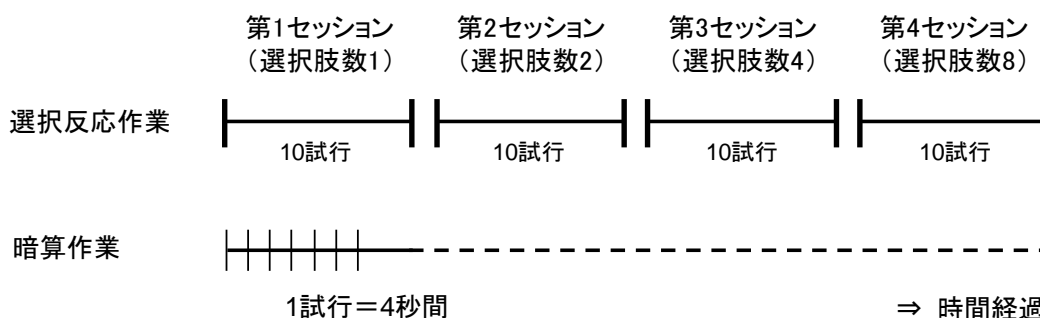 第1セッション 第2セッション 第3セッション 第4セッション
（選択肢数1） （選択肢数2） （選択肢数4） （選択肢数8）
選択反応作業
10試行 10試行 10試行 10試行
暗算作業
1試行＝4秒間 ⇒ 時間経過